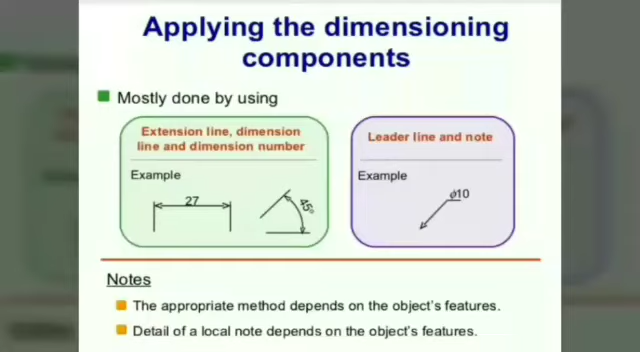 Applying the dimensioning
components
Mostly done by using
Extension line, dimension
line and dimension number
Example
27
45°
Leader line and note
Example
ϕ10
Notes
The appropriate method depends on the object's features.
Detail of a local note depends on the object's features.